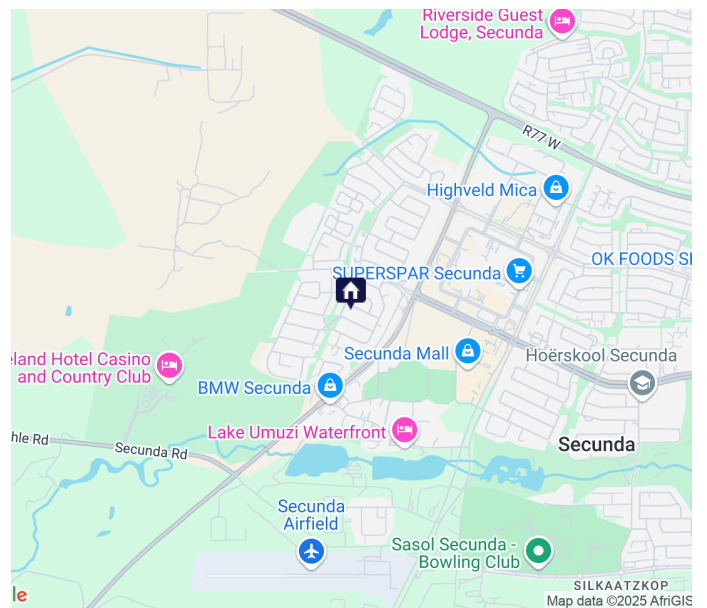 Riverside Guest
Lodge, Secunda
R77 W
Highveld Mica
OK FOODS
SUPERSPAR Secunda
Secunda Mall
Hoërskool Secunda
eland Hotel Casino
and Country Club
BMW Secunda
Lake Umuzi Waterfront
hle Rd
Secunda Rd
Secunda
Secunda
Airfield
Sasol Secunda -
Bowling Club
SILKAATZKOP
le
Map data ©2025 AfriGIS